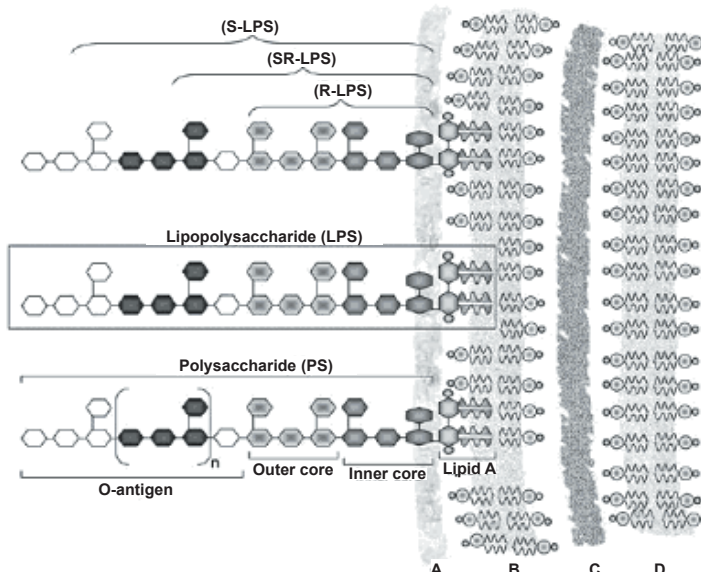 (S-LPS)
(SR-LPS)
(R-LPS)
Lipopolysaccharide (LPS)
Polysaccharide (PS)
n
Outer core
Inner core
Lipid A
O-antigen
A B C D